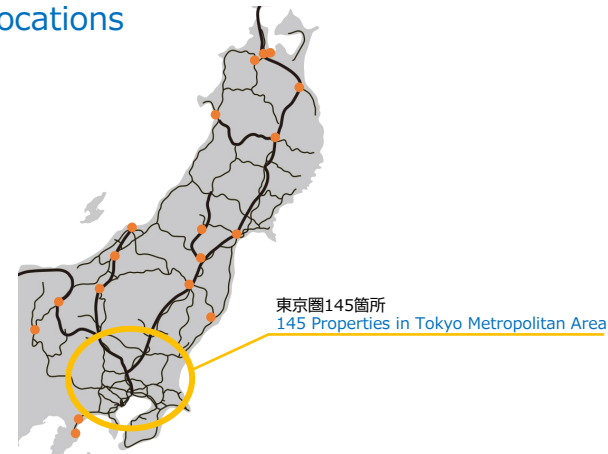 ocations
東京圏145箇所
145 Properties in Tokyo Metropolitan Area